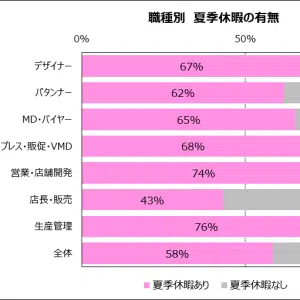 職種別 夏季休暇の有無
0% 50%
デザイナー 67%
パタンナー 62%
MD・バイヤー 65%
プレス・販促・VMD 68%
営業・店舗開発 74%
店長・販売 43%
生産管理 76%
全体 58%
夏季休暇あり 夏季休暇なし